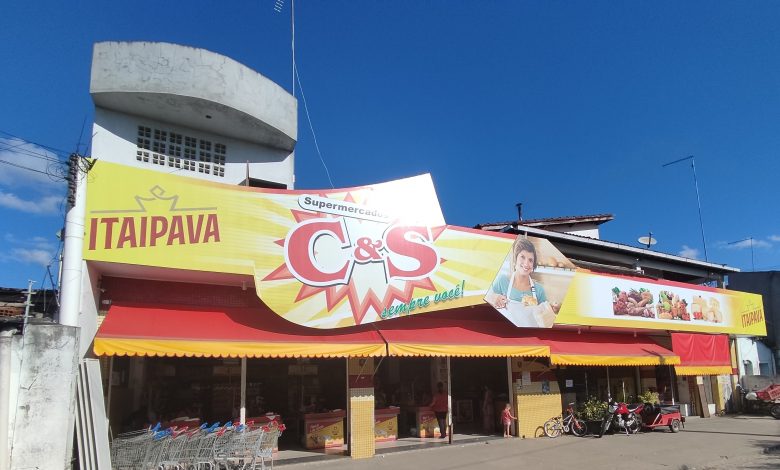 ITAIPAVA
Supermercados
C&S
sempre você!
ITAIPAVA